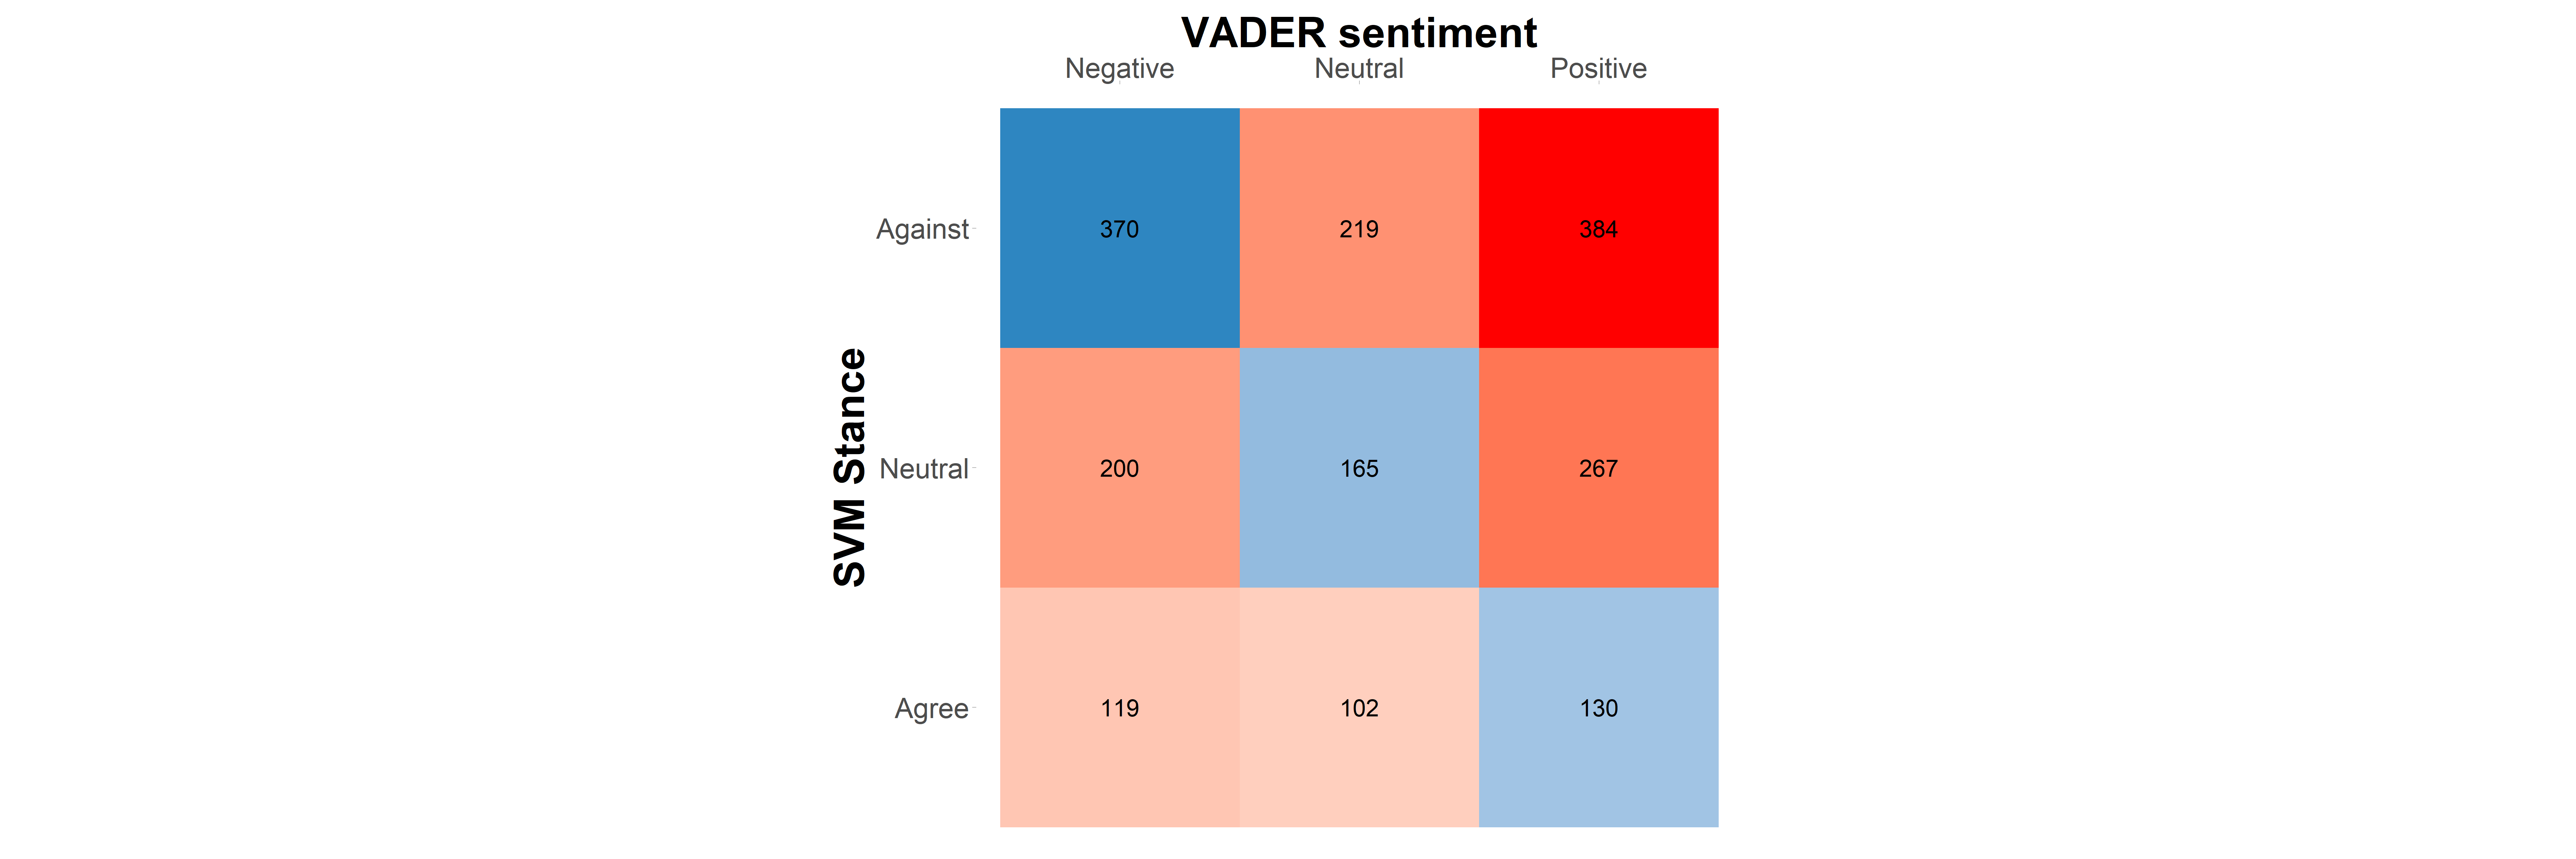 VADER sentiment
Negative Neutral Positive
Against 370 219 384
SVM Stance
Neutral 200 165 267
Agree 119 102 130